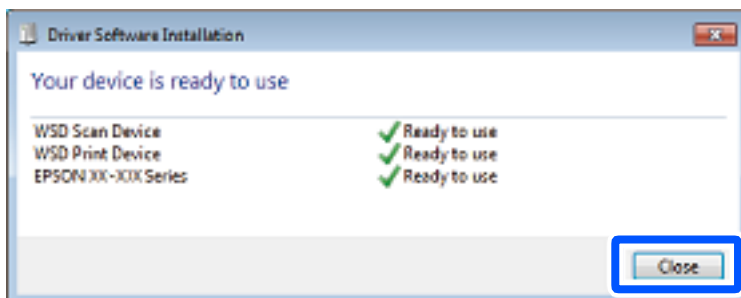 Driver Software Installation
Your device is ready to use
WSD Scan Device Ready to use
WSD Print Device Ready to use
EPSON XX-XXX Series Ready to use
Close